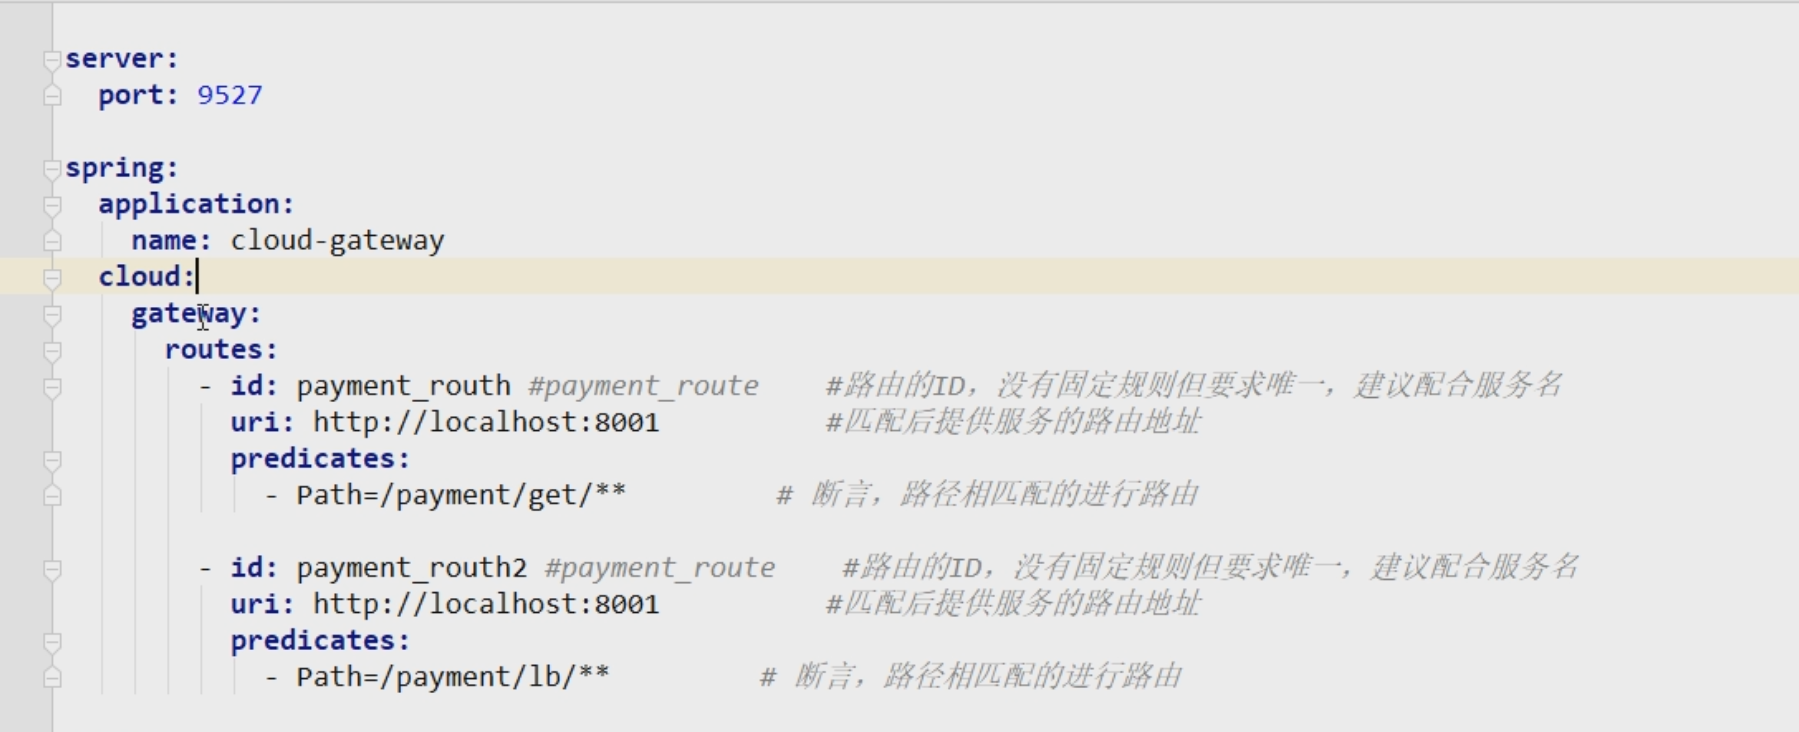 server:
port: 9527
spring:
application:
name: cloud-gateway
cloud:
gateway:
routes:
- id: payment_routh #payment_route #路由的ID，没有固定规则但要求唯一，建议配合服务名
uri: http://localhost:8001 #匹配后提供服务的路由地址
predicates:
- Path=/payment/get/** # 断言，路径相匹配的进行路由
- id: payment_routh2 #payment_route #路由的ID，没有固定规则但要求唯一，建议配合服务名
uri: http://localhost:8001 #匹配后提供服务的路由地址
predicates:
- Path=/payment/lb/** # 断言，路径相匹配的进行路由